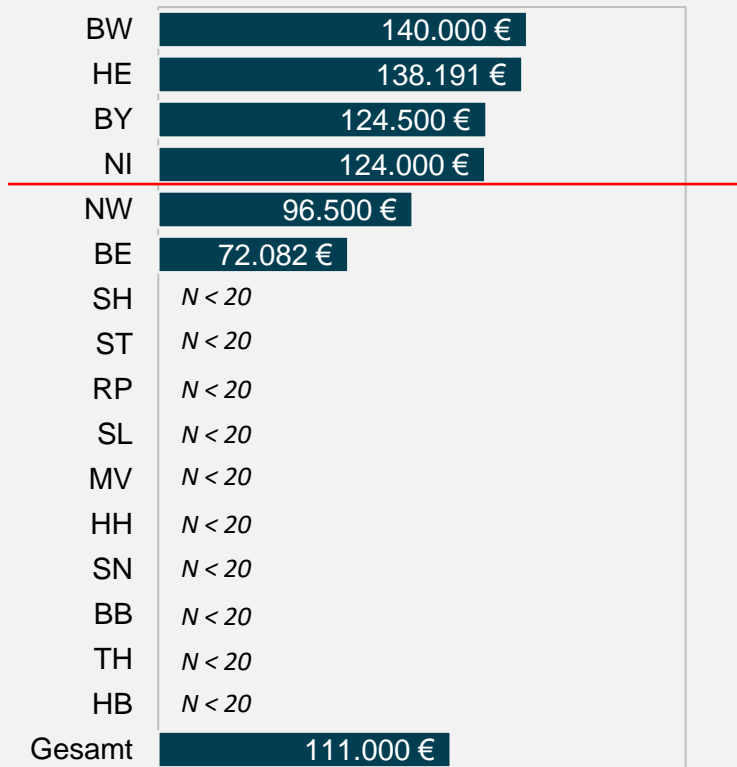 BW 140.000 €
HE 138.191 €
BY 124.500 €
NI 124.000 €
NW 96.500 €
BE 72.082 €
SH N < 20
ST N < 20
RP N < 20
SL N < 20
MV N < 20
HH N < 20
SN N < 20
BB N < 20
TH N < 20
HB N < 20
Gesamt 111.000 €